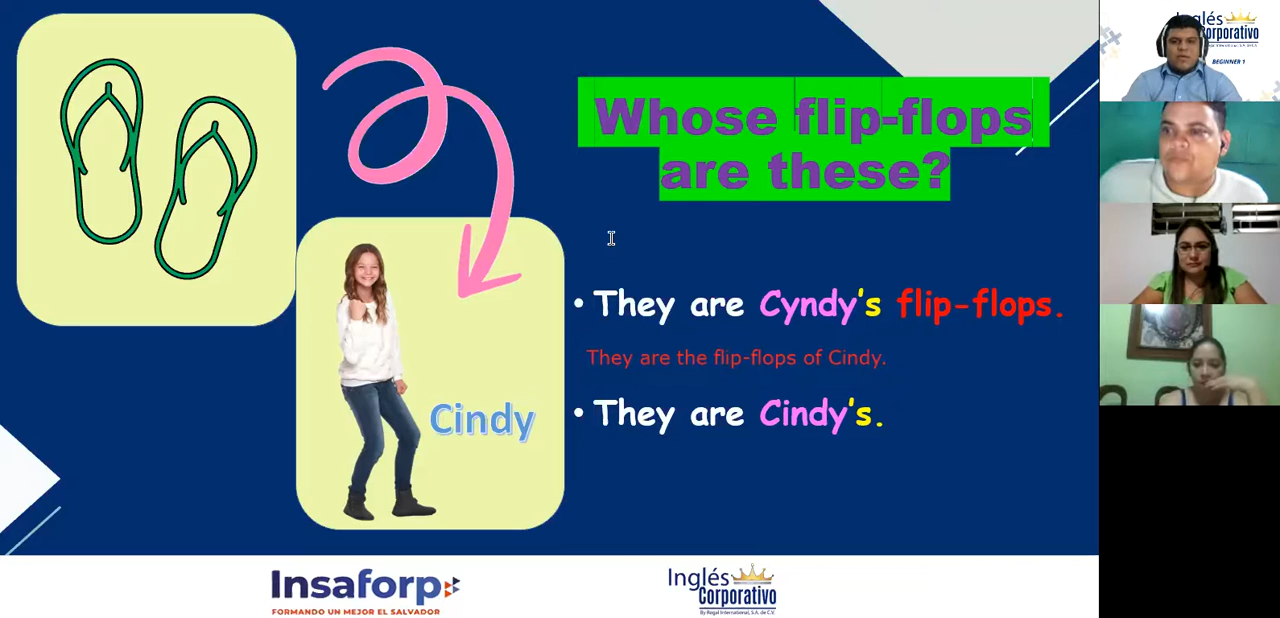 Whose flip-flops
are these?
• They are Cyndy's flip-flops.
They are the flip-flops of Cindy.
• They are Cindy's.
Cindy
Insaforp
FORMANDO UN MEJOR EL SALVADOR
Inglés
Corporativo
By Regal International, S.A. de C.V.
Inglés
Corporativo
BEGINNER 1